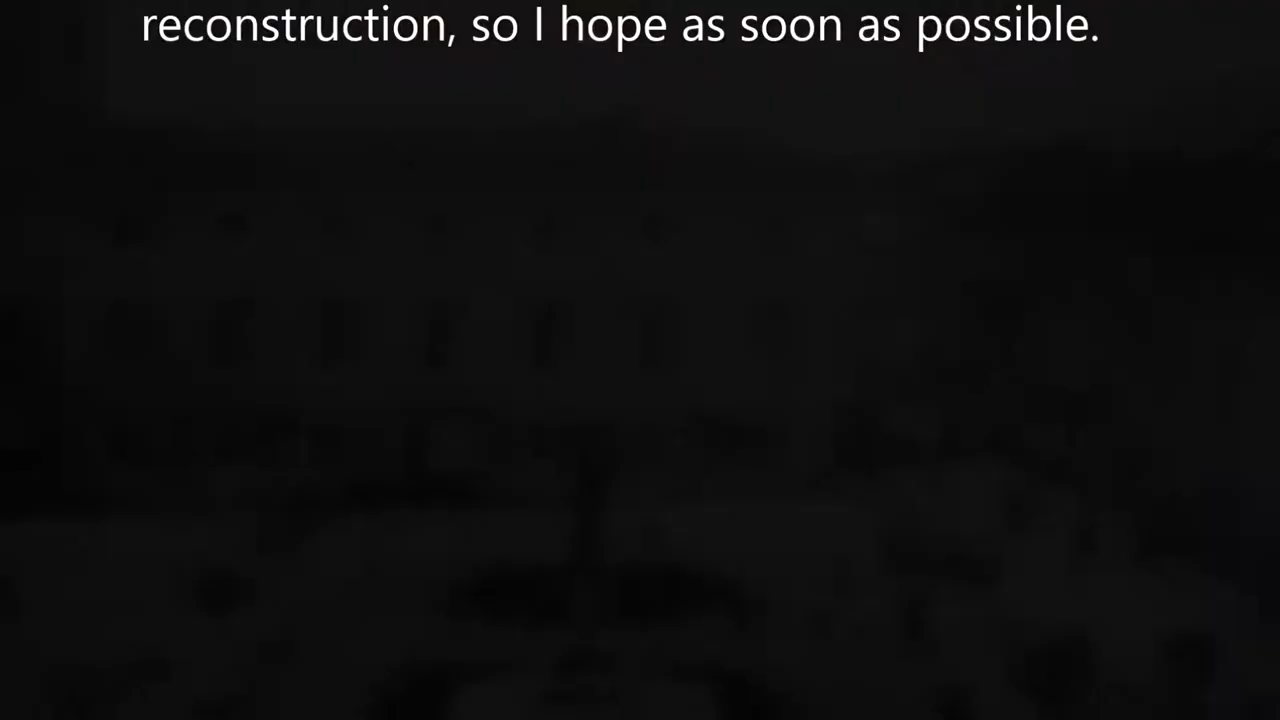 reconstruction, so I hope as soon as possible.